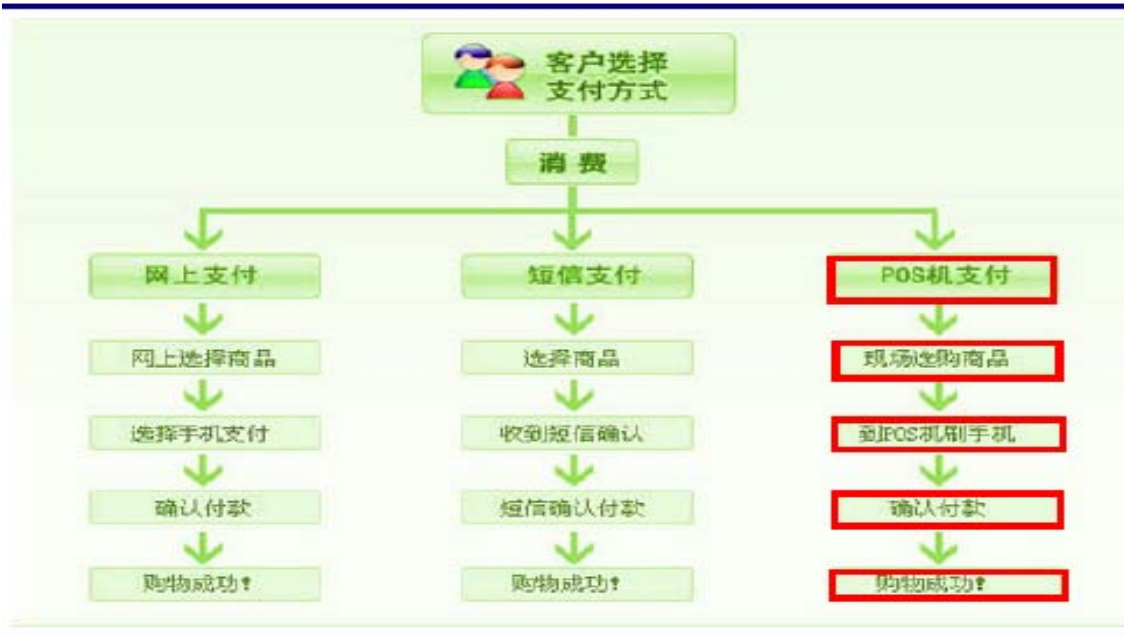 客户选择
支付方式
消费
网上支付
短信支付
POS机支付
网上选择商品
选择商品
现场选购商品
选择手机支付
收到短信确认
到POS机刷手机
确认付款
短信确认付款
确认付款
购物成功!
购物成功!
购物成功!